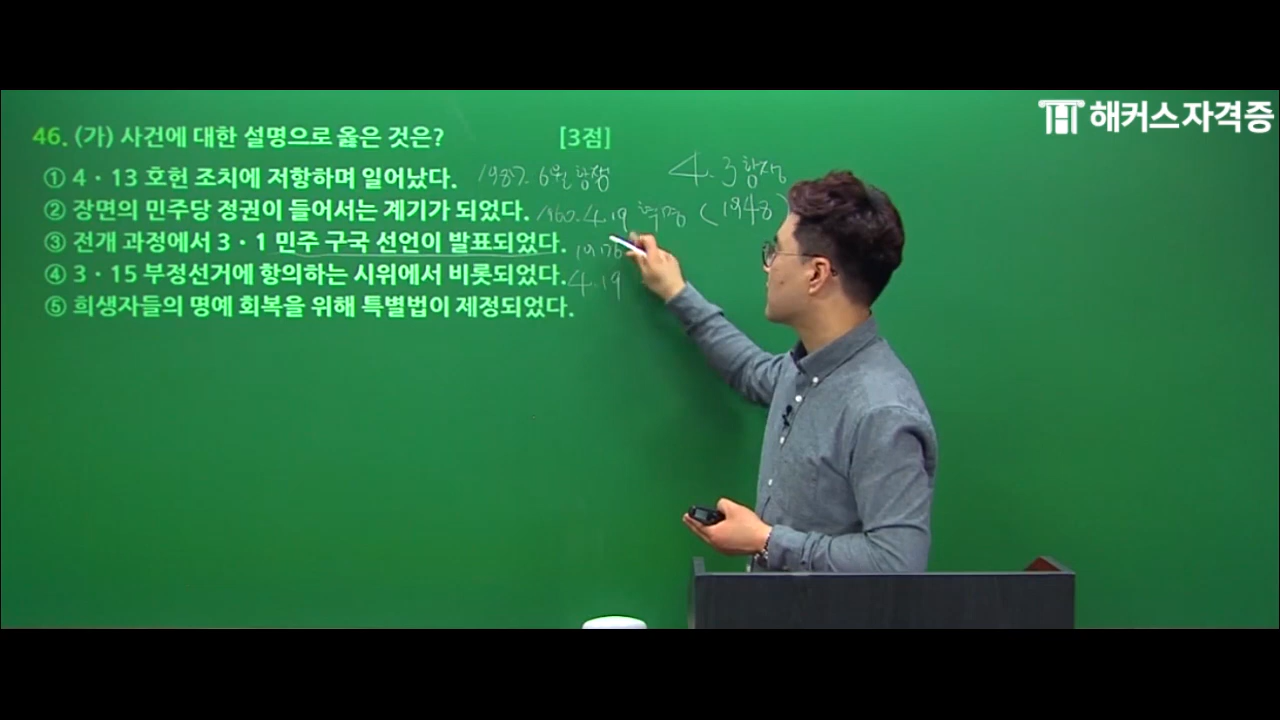 해커스자격증
46. (가) 사건에 대한 설명으로 옳은 것은? [3점]
① 4·13 호헌 조치에 저항하며 일어났다. 1987. 6월 항쟁
4.3 항쟁
② 장면의 민주당 정권이 들어서는 계기가 되었다. 1960. 4.19 혁명
(1948)
③ 전개 과정에서 3·1 민주 구국 선언이 발표되었다. 1976
④ 3·15 부정선거에 항의하는 시위에서 비롯되었다. 4.19
⑤ 희생자들의 명예 회복을 위해 특별법이 제정되었다.